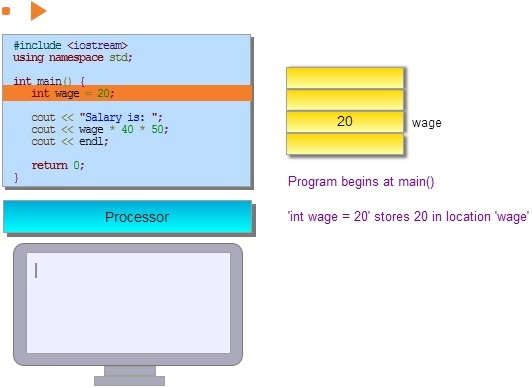 #include <iostream>
using namespace std;
int main() {
int wage = 20;
cout << "Salary is: ";
cout << wage * 40 * 50;
cout << endl;
return 0;
}
20 wage
Program begins at main()
'int wage = 20' stores 20 in location 'wage'
Processor